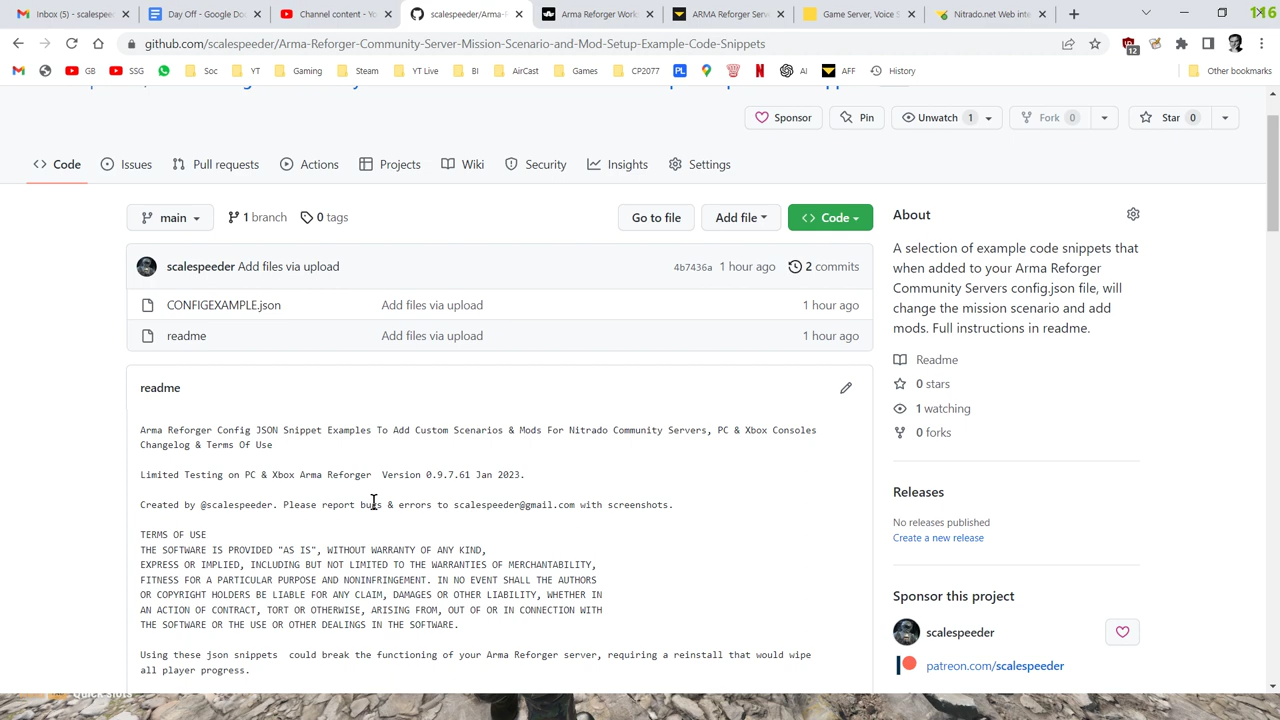 Inbox (5) - scalespeed
Day Off - Google Do
Channel content - Yo
scalespeeder/Arma-R
Arma Reforger Work
ARMA Reforger Serve
Game Server, Voice S
Nitrado.net Web inte
116
github.com/scalespeeder/Arma-Reforger-Community Server-Mission-Scenario-and-Mod-Setup-Example-Code-Snippets
12
GB
SSG
Soc
YT
Gaming
Steam
YT Live
BI
AirCast
Games
CP2077
PL
AI
AFF
History
Other bookmarks
Sponsor
Pin
Unwatch 1
Fork 0
Star 0
Code
Issues
Pull requests
Actions
Projects
Wiki
Security
Insights
Settings
main
1 branch
0 tags
Go to file
Add file
Code
About
A selection of example code snippets that
when added to your Arma Reforger
Community Servers config.json file, will
change the mission scenario and add
mods. Full instructions in readme.
Readme
0 stars
1 watching
0 forks
scalespeeder Add files via upload
4b7436a 1 hour ago
2 commits
CONFIGEXAMPLE.json
Add files via upload
1 hour ago
readme
Add files via upload
1 hour ago
readme
Arma Reforger Config JSON Snippet Examples To Add Custom Scenarios & Mods For Nitrado Community Servers, PC & Xbox Consoles
Changelog & Terms Of Use
Limited Testing on PC & Xbox Arma Reforger  Version 0.9.7.61 Jan 2023.
Created by @scalespeeder. Please report bugs & errors to scalespeeder@gmail.com with screenshots.
TERMS OF USE
THE SOFTWARE IS PROVIDED "AS IS", WITHOUT WARRANTY OF ANY KIND,
EXPRESS OR IMPLIED, INCLUDING BUT NOT LIMITED TO THE WARRANTIES OF MERCHANTABILITY,
FITNESS FOR A PARTICULAR PURPOSE AND NONINFRINGEMENT. IN NO EVENT SHALL THE AUTHORS
OR COPYRIGHT HOLDERS BE LIABLE FOR ANY CLAIM, DAMAGES OR OTHER LIABILITY, WHETHER IN
AN ACTION OF CONTRACT, TORT OR OTHERWISE, ARISING FROM, OUT OF OR IN CONNECTION WITH
THE SOFTWARE OR THE USE OR OTHER DEALINGS IN THE SOFTWARE.
Using these json snippets  could break the functioning of your Arma Reforger server, requiring a reinstall that would wipe
all player progress.
Releases
No releases published
Create a new release
Sponsor this project
scalespeeder
patreon.com/scalespeeder
Quick slots